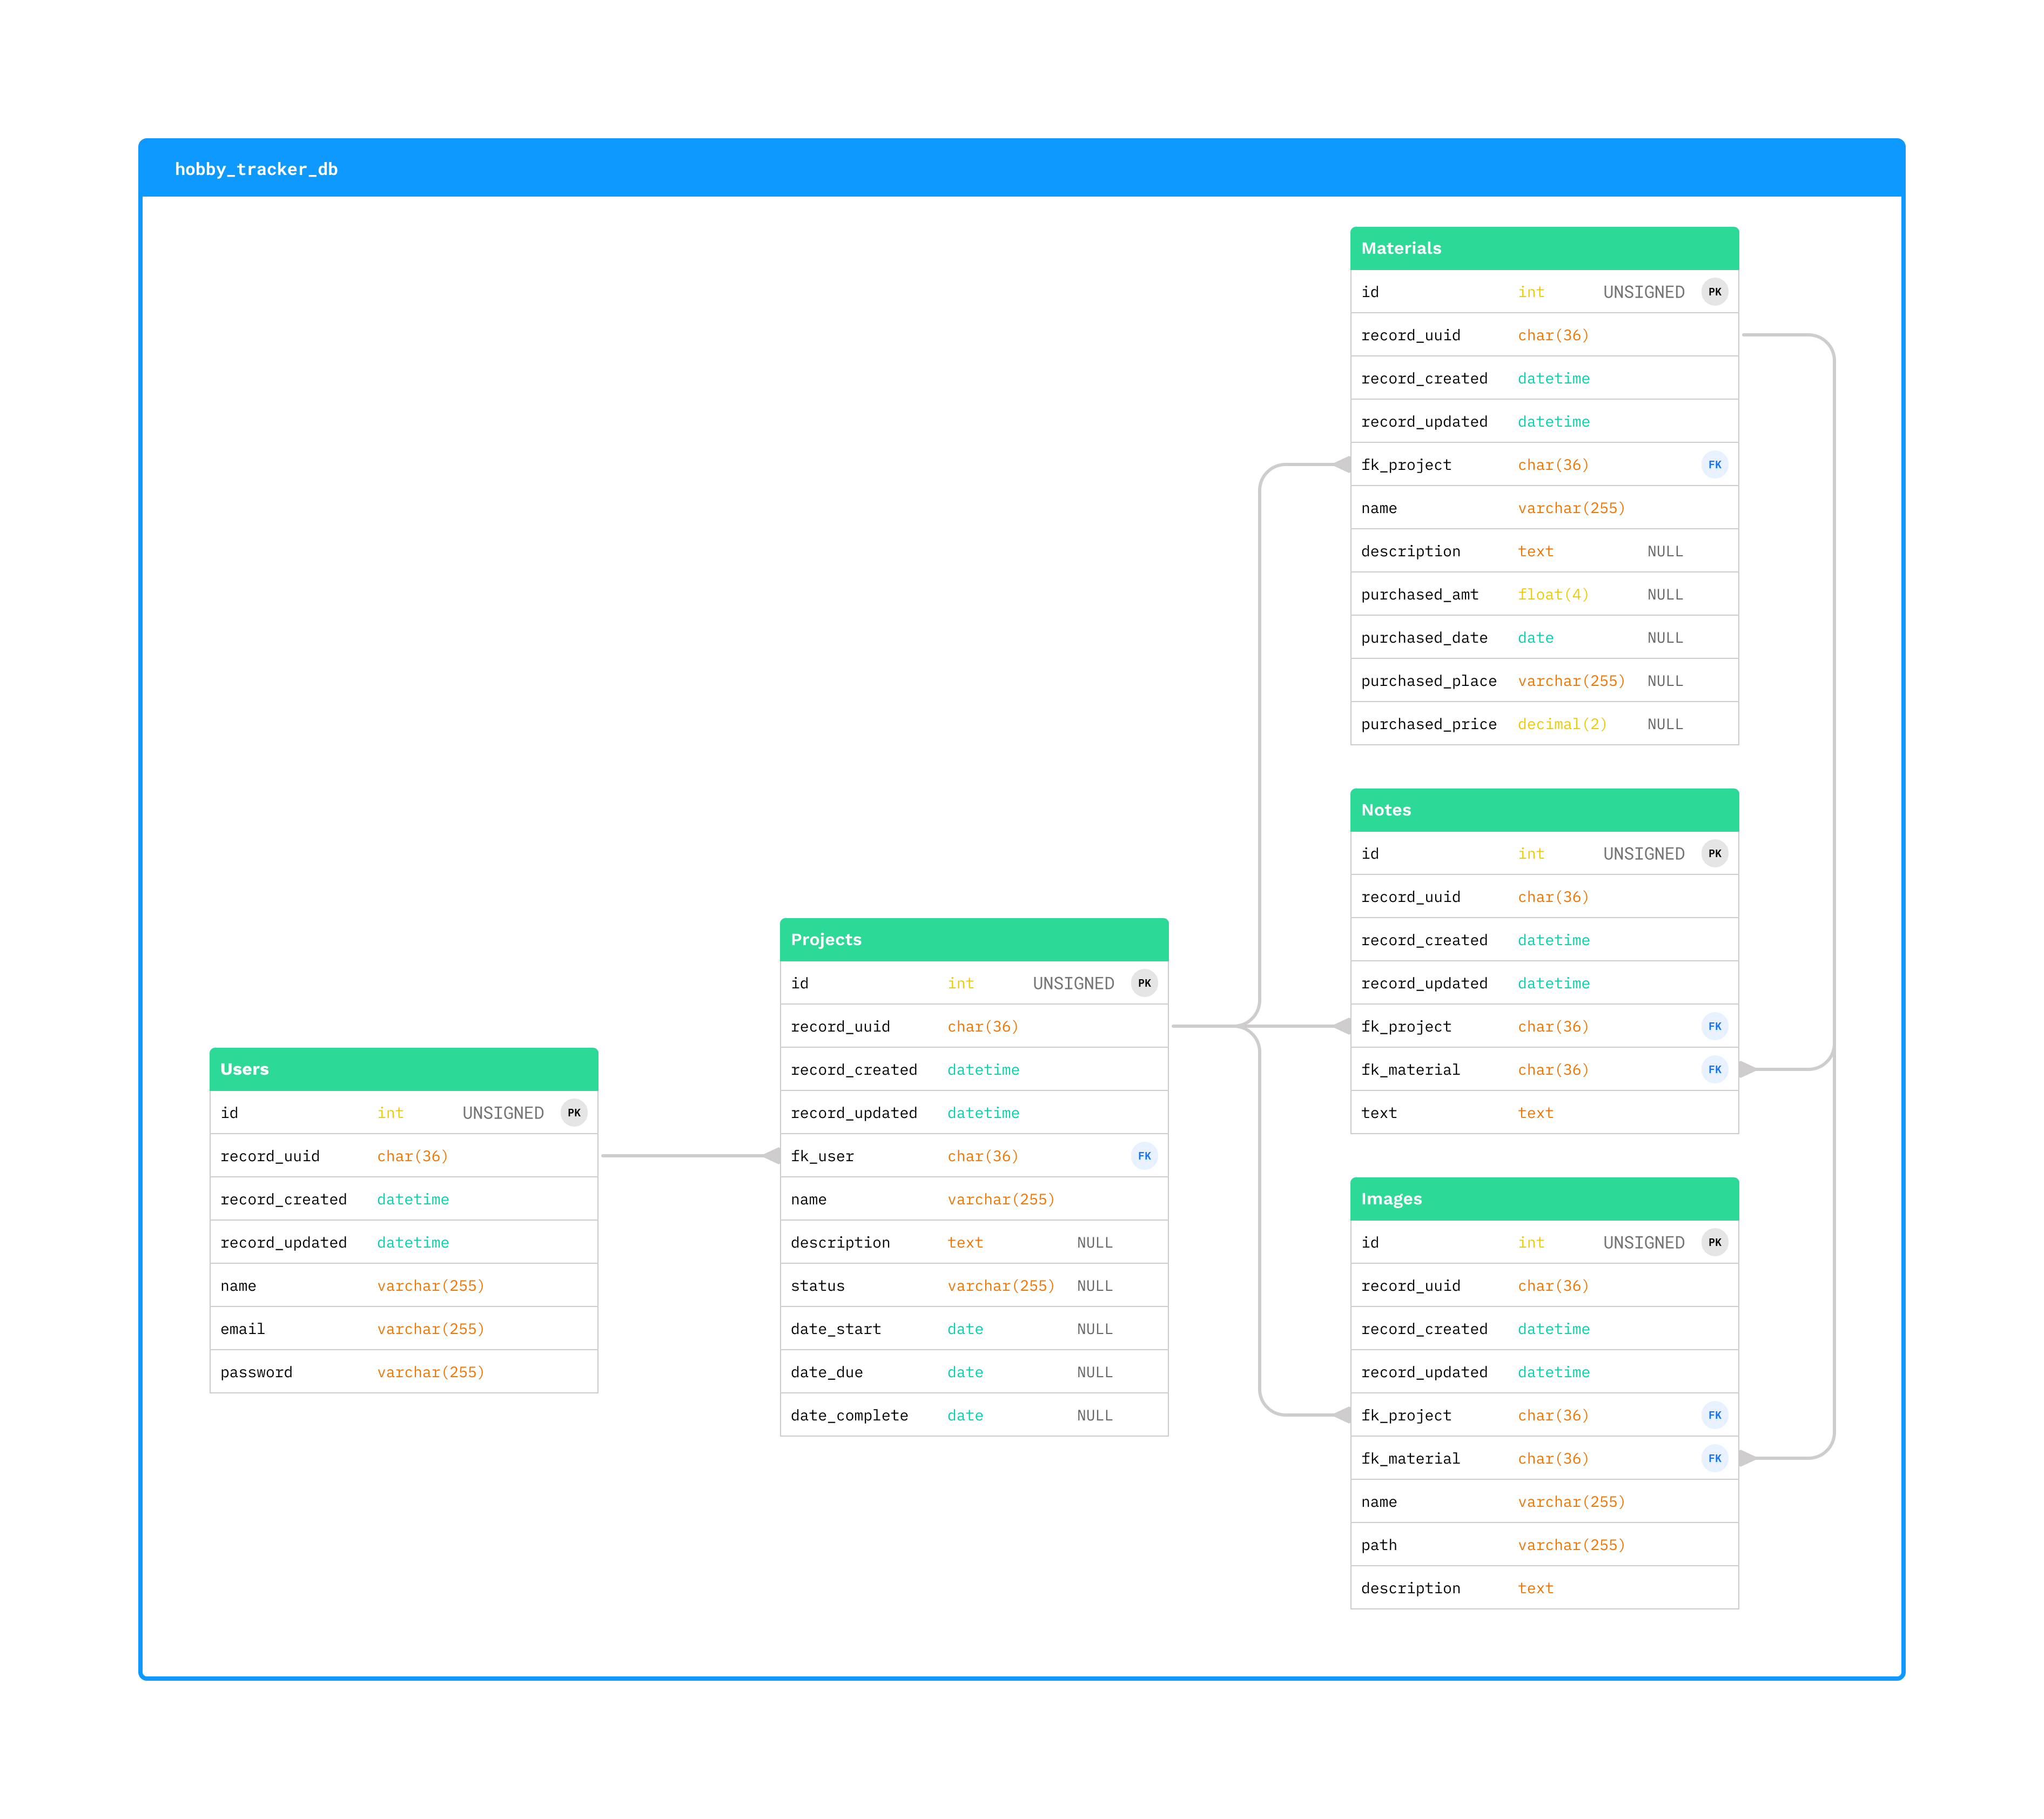 hobby_tracker_db
Materials
id int UNSIGNED PK
record_uuid char(36)
record_created datetime
record_updated datetime
fk_project char(36) FK
name varchar(255)
description text NULL
purchased_amt float(4) NULL
purchased_date date NULL
purchased_place varchar(255) NULL
purchased_price decimal(2) NULL
Notes
id int UNSIGNED PK
record_uuid char(36)
record_created datetime
record_updated datetime
fk_project char(36) FK
fk_material char(36) FK
text text
Projects
id int UNSIGNED PK
record_uuid char(36)
record_created datetime
record_updated datetime
fk_user char(36) FK
name varchar(255)
description text NULL
status varchar(255) NULL
date_start date NULL
date_due date NULL
date_complete date NULL
Users
id int UNSIGNED PK
record_uuid char(36)
record_created datetime
record_updated datetime
name varchar(255)
email varchar(255)
password varchar(255)
Images
id int UNSIGNED PK
record_uuid char(36)
record_created datetime
record_updated datetime
fk_project char(36) FK
fk_material char(36) FK
name varchar(255)
path varchar(255)
description text